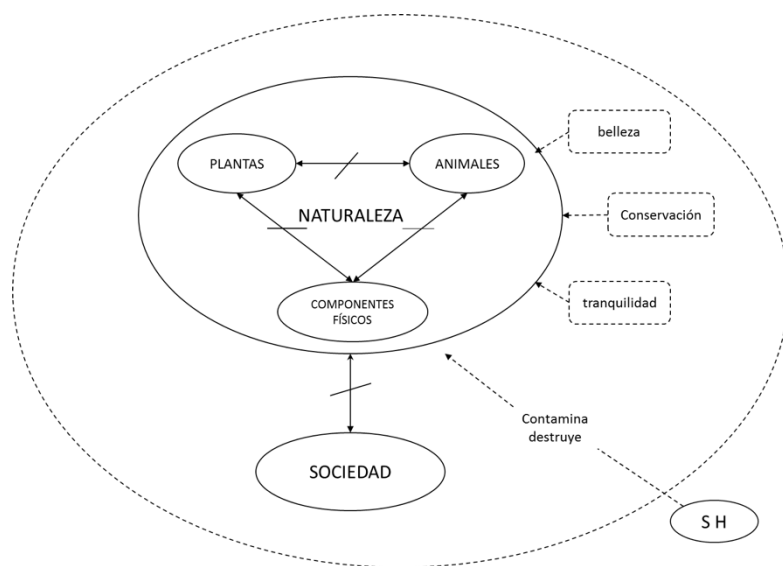 belleza
PLANTAS
ANIMALES
NATURALEZA
Conservación
COMPONENTES
FÍSICOS
tranquilidad
Contamina
destruye
SOCIEDAD
S H